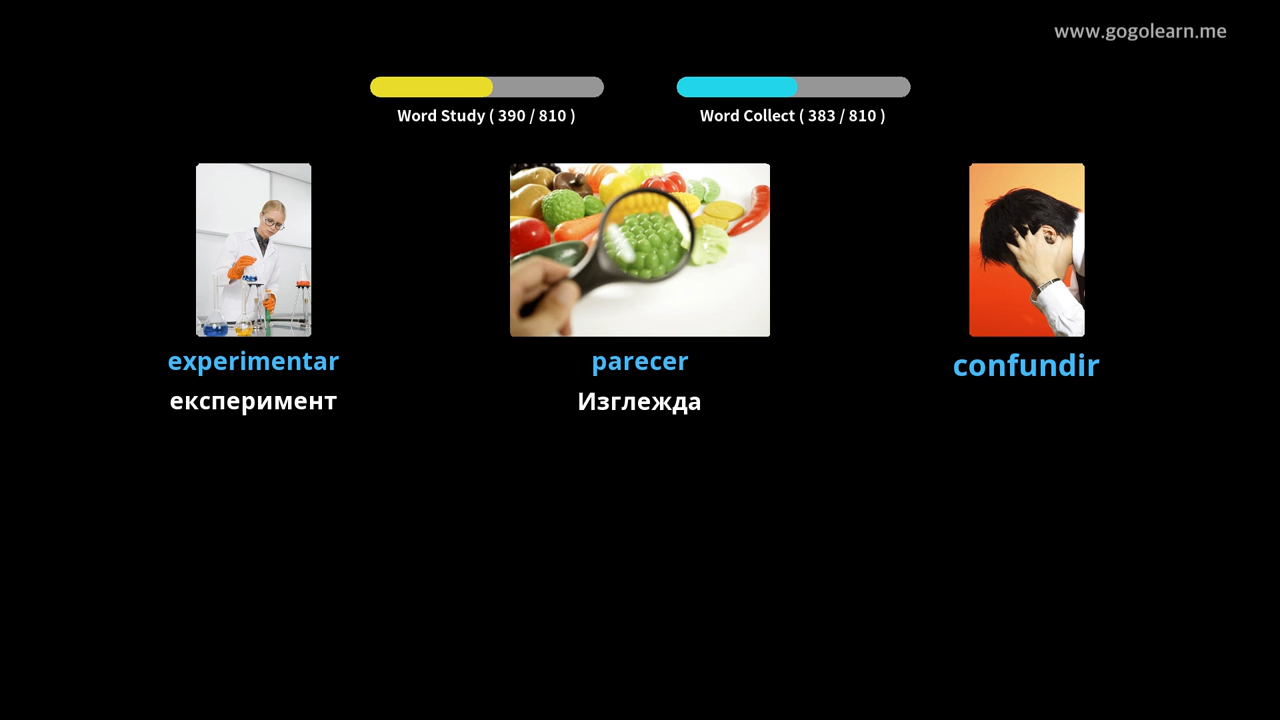 www.gogolearn.me
Word Study ( 390 / 810 )
Word Collect ( 383 / 810 )
experimentar
експеримент
parecer
Изглежда
confundir